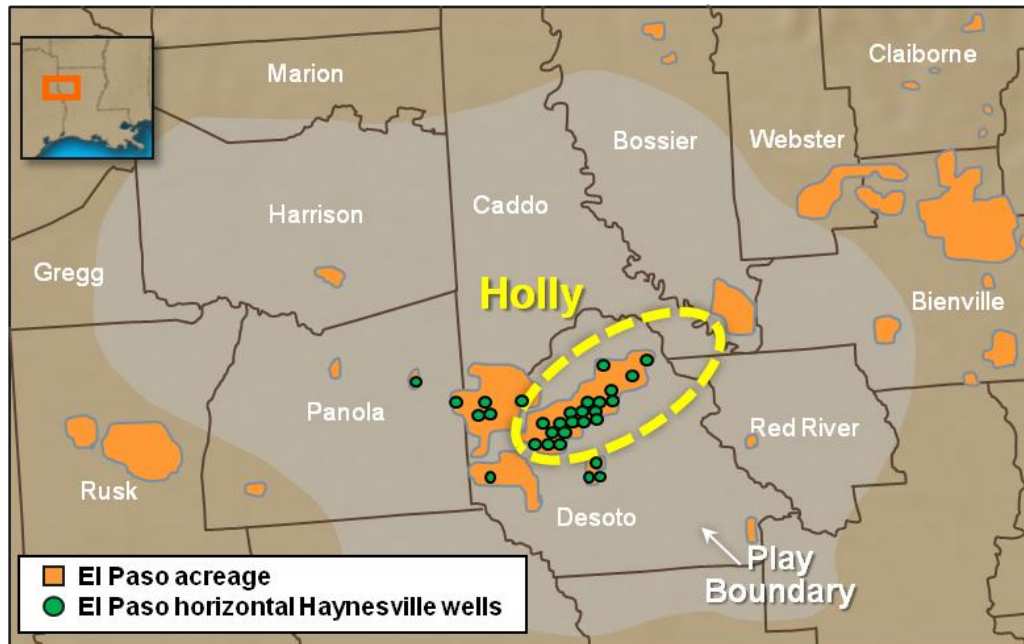 Marion
Claiborne
Bossier
Webster
Harrison
Caddo
Gregg
Holly
Bienville
Panola
Red River
Rusk
Desoto
Play
Boundary
El Paso acreage
El Paso horizontal Haynesville wells